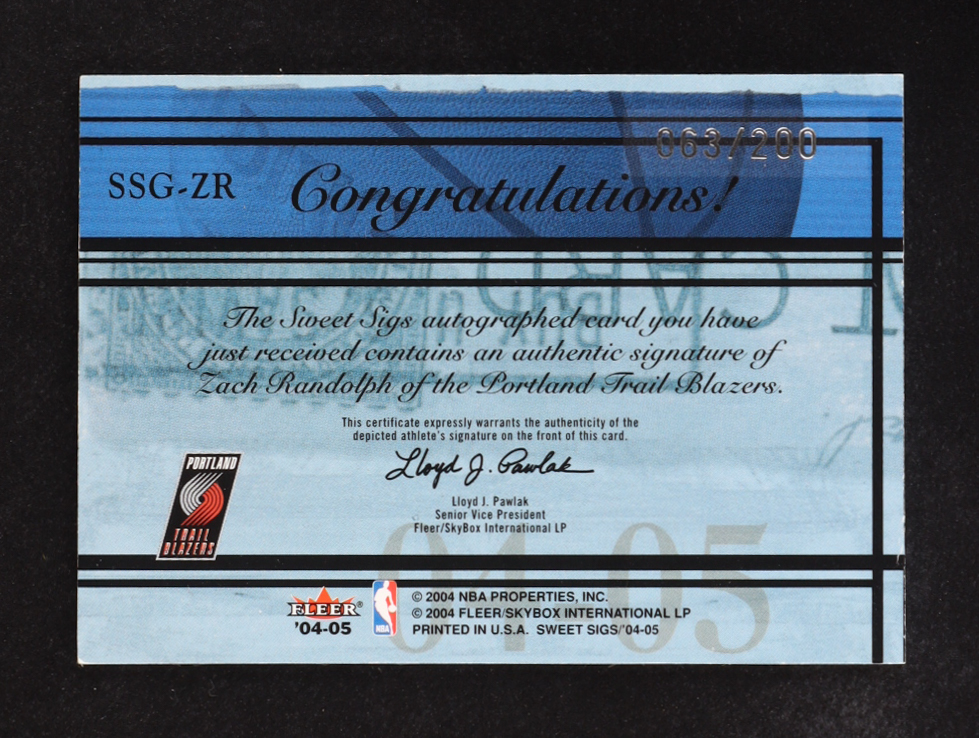 063/200
SSG-ZR
Congratulations!
The Sweet Sigs autographed card you have
just received contains an authentic signature of
Zach Randolph of the Portland Trail Blazers.
This certificate expressly warrants the authenticity of the
depicted athlete's signature on the front of this card.
Lloyd J. Pawlak
Lloyd J. Pawlak
Senior Vice President
Fleer/SkyBox International LP
PORTLAND
TRAIL
BLAZERS
04-05
FLEER®
'04-05
NBA
© 2004 NBA PROPERTIES, INC.
© 2004 FLEER/SKYBOX INTERNATIONAL LP
PRINTED IN U.S.A. SWEET SIGS/'04-05